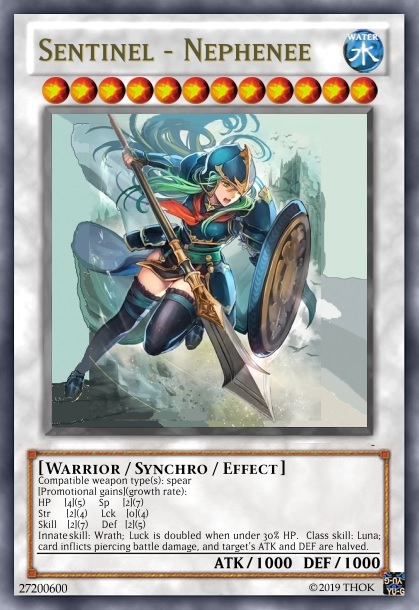 SENTINEL - NEPHENEE
WATER
水
[WARRIOR / SYNCHRO / EFFECT]
Compatible weapon type(s): spear
[Promotional gains](growth rate):
HP [4](5) Sp [2](7)
Str [2](4) Lck [0](4)
Skill [2](7) Def [2](5)
Innate skill: Wrath; Luck is doubled when under 30% HP. Class skill: Luna;
card inflicts piercing battle damage, and target's ATK and DEF are halved.
ATK / 1000 DEF / 1000
27200600
©2019 THOK